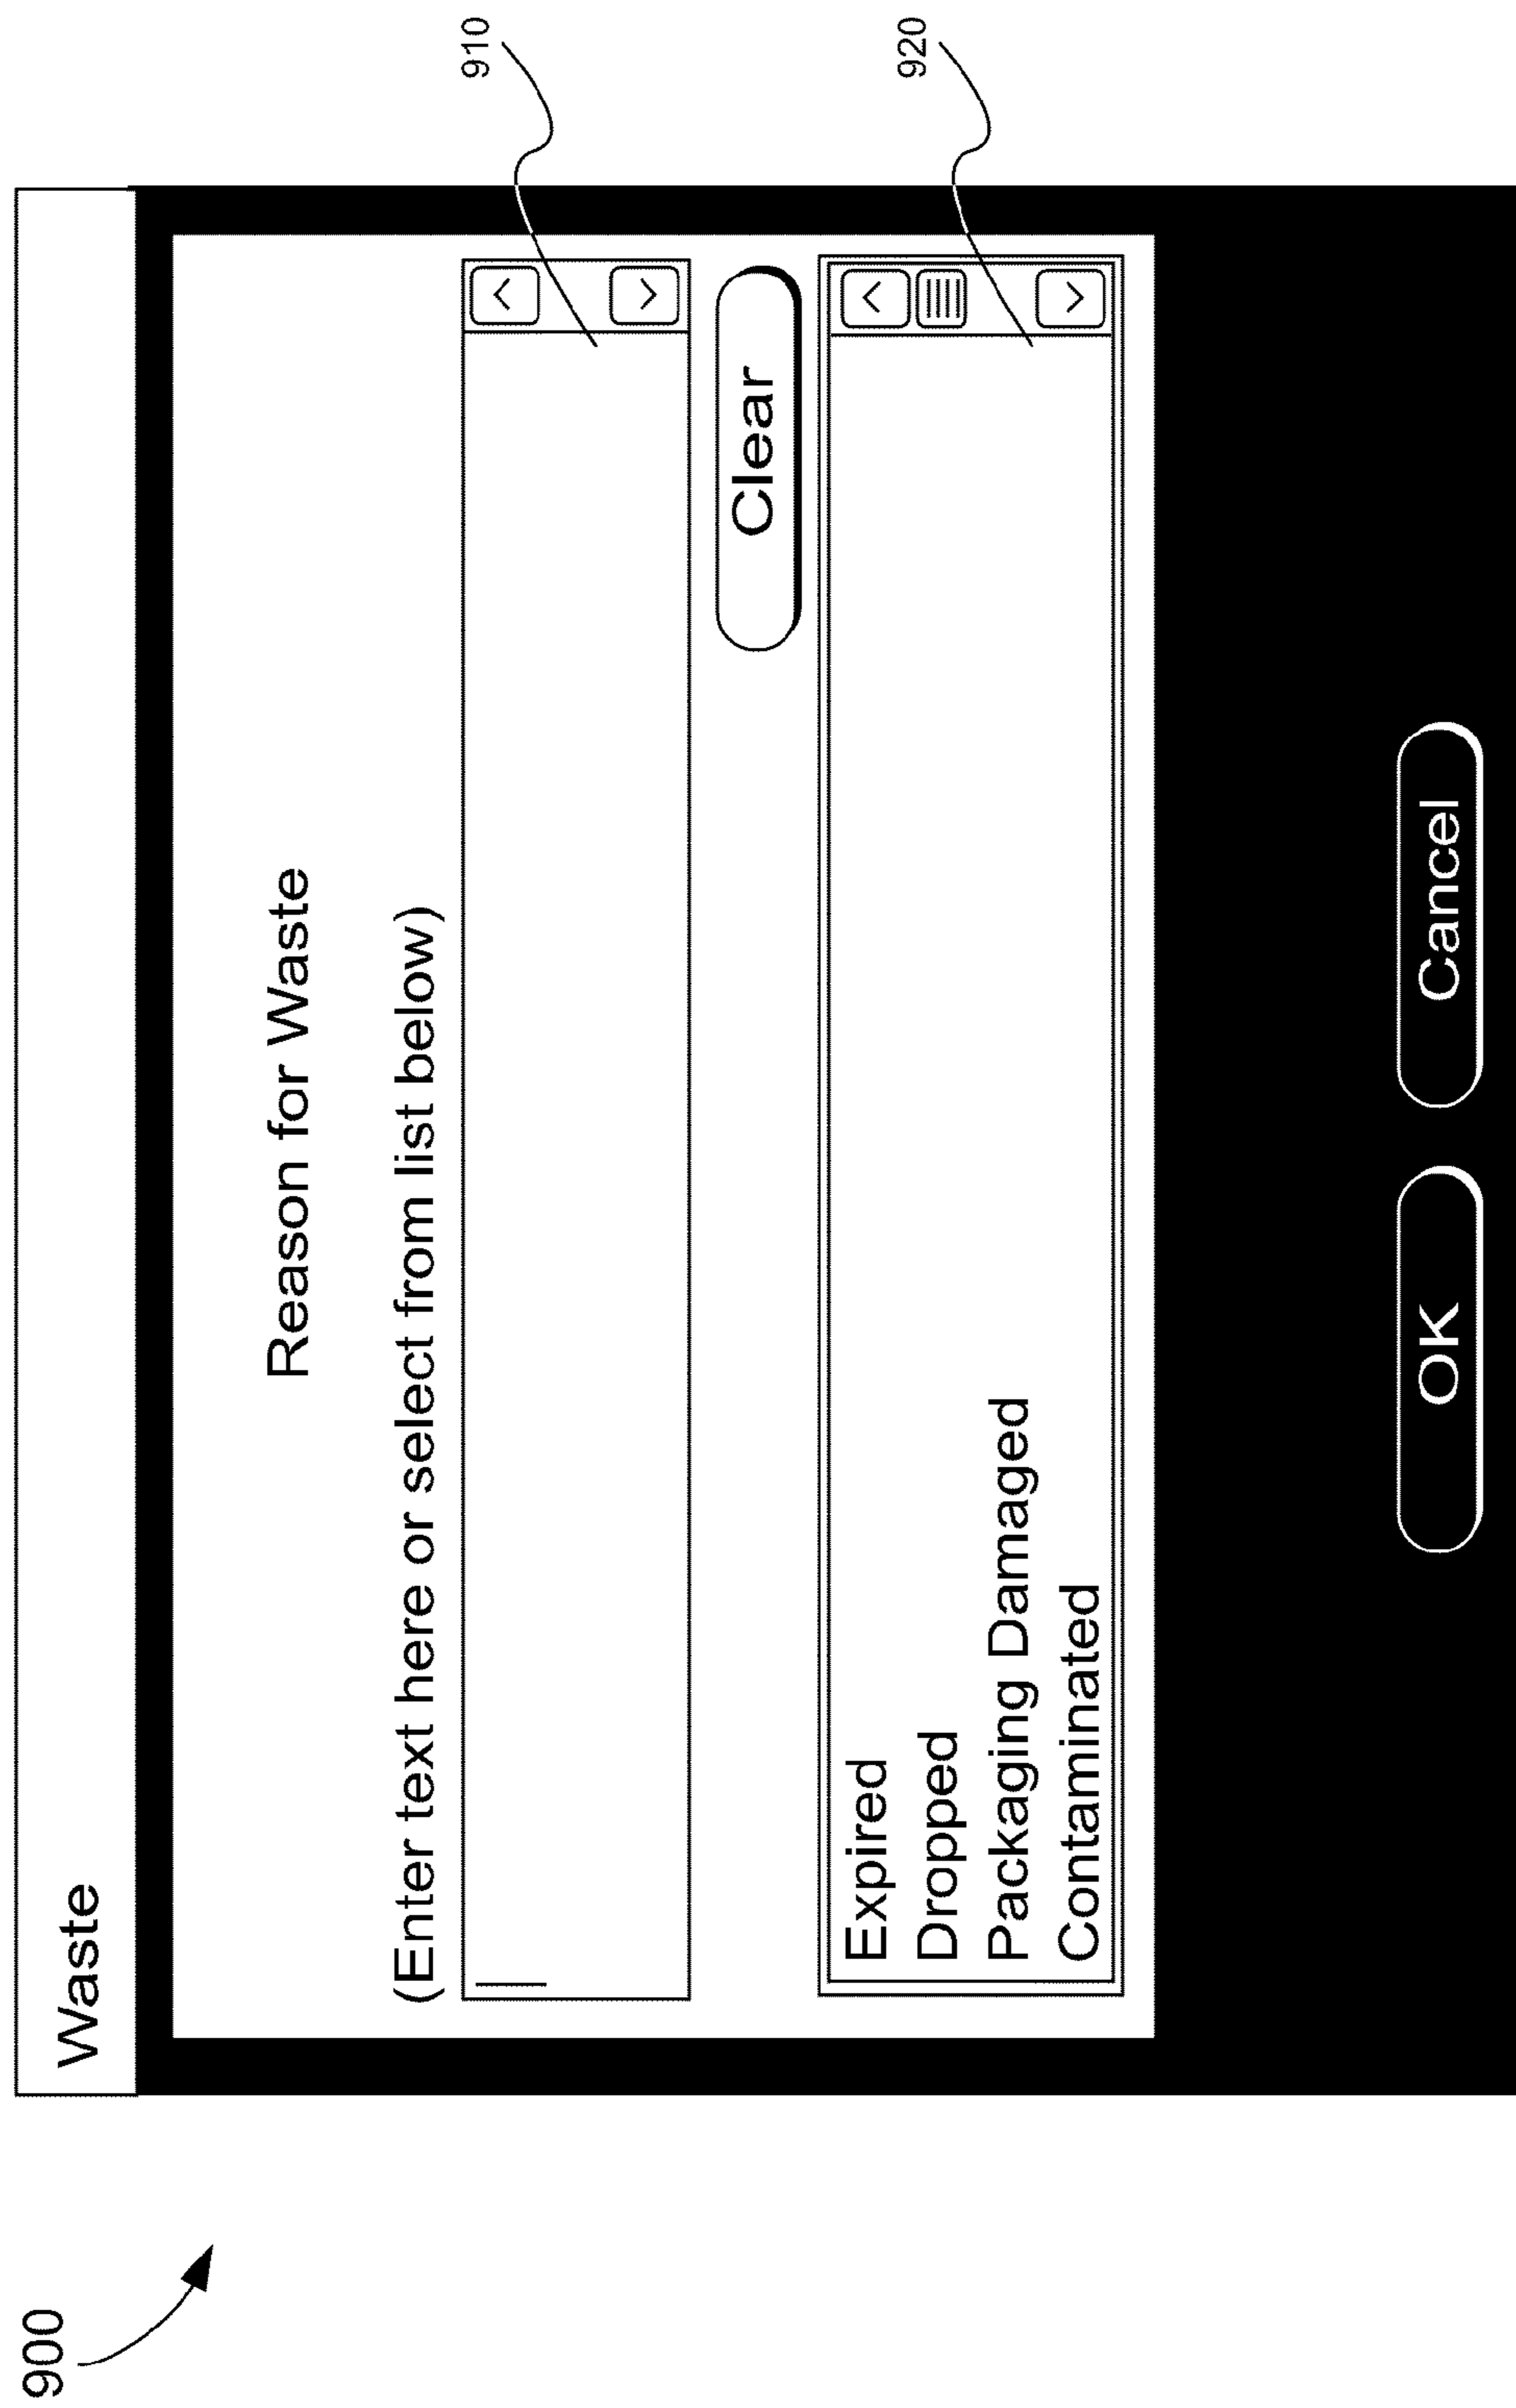 900
Waste
Reason for Waste
(Enter text here or select from list below)
910
Clear
Expired
Dropped
Packaging Damaged
Contaminated
920
OK
Cancel